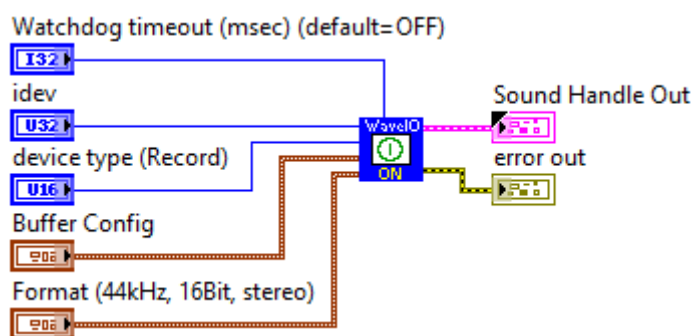 Watchdog timeout (msec) (default=OFF)
I32
idev
U32
Sound Handle Out
WaveIO
device type (Record)
error out
U16
ON
Buffer Config
Format (44kHz, 16Bit, stereo)